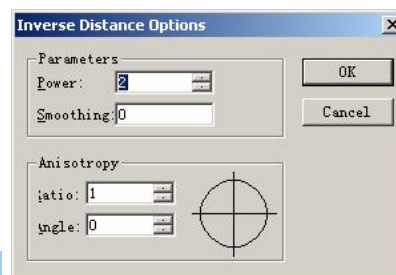 Inverse Distance Options
Parameters
Power: 2
Smoothing: 0
OK
Cancel
Anisotropy
atio: 1
ngle: 0